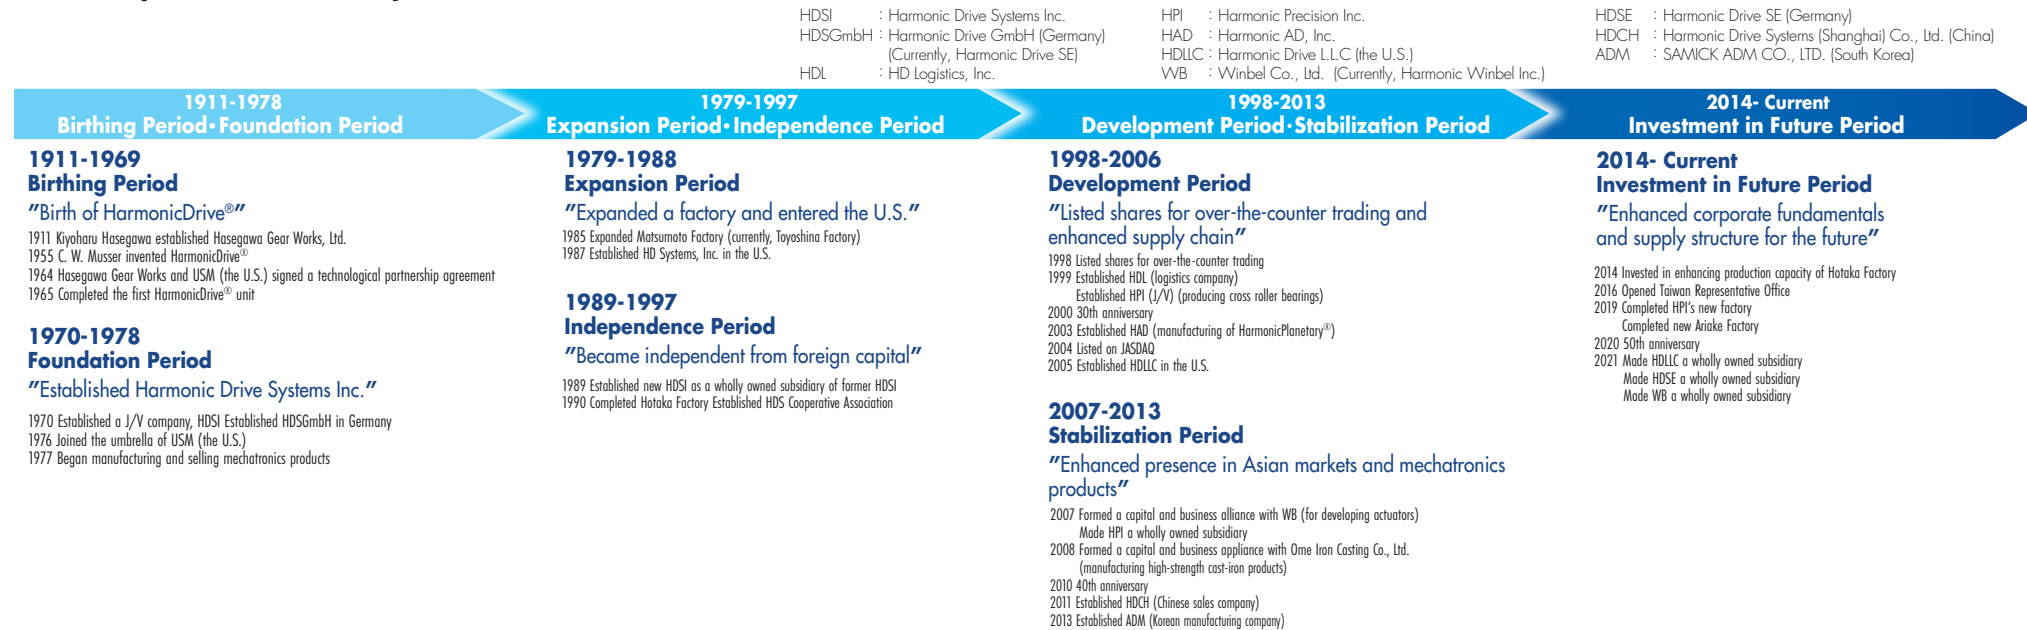 HDSI : Harmonic Drive Systems Inc.
HDSGmbH : Harmonic Drive GmbH (Germany)
(Currently, Harmonic Drive SE)
HDL : HD Logistics, Inc.
HPI : Harmonic Precision Inc.
HAD : Harmonic AD, Inc.
HDLLC : Harmonic Drive L.L.C (the U.S.)
WB : Winbel Co., Ltd. (Currently, Harmonic Winbel Inc.)
HDSE : Harmonic Drive SE (Germany)
HDCH : Harmonic Drive Systems (Shanghai) Co., Ltd. (China)
ADM : SAMICK ADM CO., LTD. (South Korea)
1911-1978
Birthing Period・Foundation Period
1979-1997
Expansion Period・Independence Period
1998-2013
Development Period・Stabilization Period
2014- Current
Investment in Future Period
1911-1969
Birthing Period
"Birth of HarmonicDrive®"
1911 Kiyoharu Hasegawa established Hasegawa Gear Works, Ltd.
1955 C. W. Musser invented HarmonicDrive®
1964 Hasegawa Gear Works and USM (the U.S.) signed a technological partnership agreement
1965 Completed the first HarmonicDrive® unit
1970-1978
Foundation Period
"Established Harmonic Drive Systems Inc."
1970 Established a J/V company, HDSI Established HDSGmbH in Germany
1976 Joined the umbrella of USM (the U.S.)
1977 Began manufacturing and selling mechatronics products
1979-1988
Expansion Period
"Expanded a factory and entered the U.S."
1985 Expanded Matsumoto Factory (currently, Toyoshina Factory)
1987 Established HD Systems, Inc. in the U.S.
1989-1997
Independence Period
"Became independent from foreign capital"
1989 Established new HDSI as a wholly owned subsidiary of former HDSI
1990 Completed Hotaka Factory Established HDS Cooperative Association
1998-2006
Development Period
"Listed shares for over-the-counter trading and
enhanced supply chain"
1998 Listed shares for over-the-counter trading
1999 Established HDL (logistics company)
Established HPI (J/V) (producing cross roller bearings)
2000 30th anniversary
2003 Established HAD (manufacturing of HarmonicPlanetary®)
2004 Listed on JASDAQ
2005 Established HDLLC in the U.S.
2007-2013
Stabilization Period
"Enhanced presence in Asian markets and mechatronics
products"
2007 Formed a capital and business alliance with WB (for developing actuators)
Made HPI a wholly owned subsidiary
2008 Formed a capital and business appliance with Ome Iron Casting Co., Ltd.
(manufacturing high-strength cast-iron products)
2010 40th anniversary
2011 Established HDCH (Chinese sales company)
2013 Established ADM (Korean manufacturing company)
2014- Current
Investment in Future Period
"Enhanced corporate fundamentals
and supply structure for the future"
2014 Invested in enhancing production capacity of Hotaka Factory
2016 Opened Taiwan Representative Office
2019 Completed HPI's new factory
Completed new Ariake Factory
2020 50th anniversary
2021 Made HDLLC a wholly owned subsidiary
Made HDSE a wholly owned subsidiary
Made WB a wholly owned subsidiary